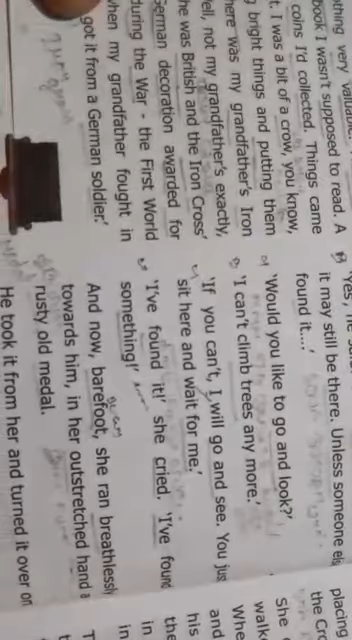 thing very valuable.
book I wasn't supposed to read. A
coins I'd collected. Things came
t. I was a bit of a crow, you know,
g bright things and putting them
here was my grandfather's Iron
ell, not my grandfather's exactly,
he was British and the Iron Cross'
German decoration awarded for
during the War - the First World
when my grandfather fought in
got it from a German soldier.'
'Yes, he
it may still be there. Unless someone el
found it....'
'Would you like to go and look?'
'I can't climb trees any more.'
'If you can't, I will go and see. You jus
sit here and wait for me.'
'I've found it!' she cried. 'I've found
something!'
And now, barefoot, she ran breathlessly
towards him, in her outstretched hand a
rusty old medal.
He took it from her and turned it over on
placing
the Cro
She
walk
Whe
and
his
the
in
in
T
t